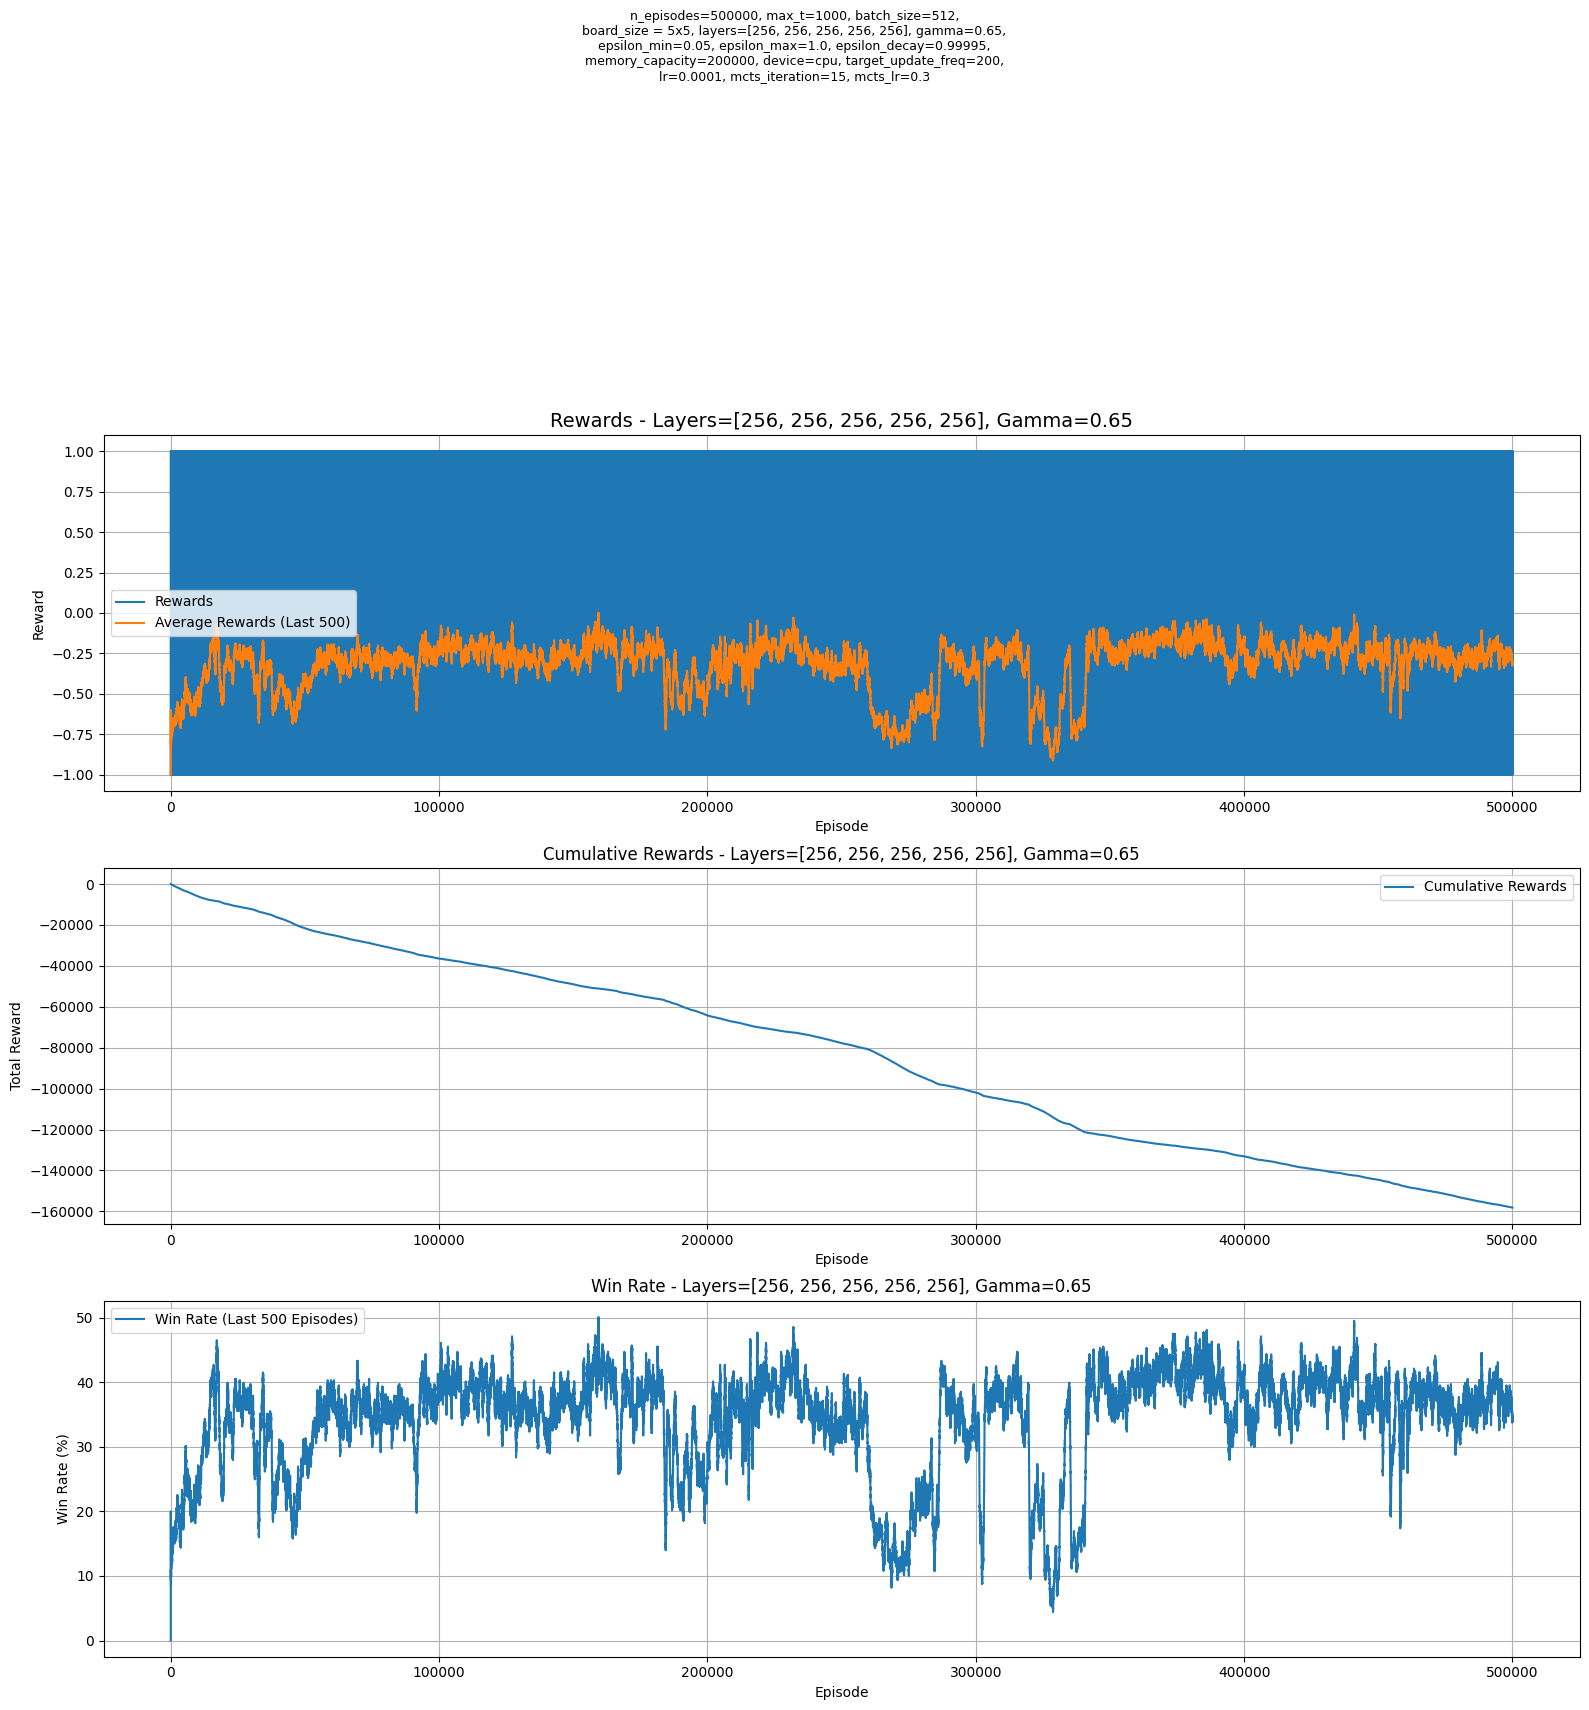 n_episodes=500000, max_t=1000, batch_size=512,
board_size = 5x5, layers=[256, 256, 256, 256, 256], gamma=0.65,
epsilon_min=0.05, epsilon_max=1.0, epsilon_decay=0.99995,
memory_capacity=200000, device=cpu, target_update_freq=200,
lr=0.0001, mcts_iteration=15, mcts_lr=0.3
Rewards - Layers=[256, 256, 256, 256, 256], Gamma=0.65
1.00
0.75
0.50
0.25
0.00
−0.25
−0.50
−0.75
−1.00
Reward
Rewards
Average Rewards (Last 500)
0 100000 200000 300000 400000 500000
Episode
Cumulative Rewards - Layers=[256, 256, 256, 256, 256], Gamma=0.65
0
−20000
−40000
−60000
−80000
−100000
−120000
−140000
−160000
Total Reward
Cumulative Rewards
0 100000 200000 300000 400000 500000
Episode
Win Rate - Layers=[256, 256, 256, 256, 256], Gamma=0.65
50
40
30
20
10
0
Win Rate (%)
Win Rate (Last 500 Episodes)
0 100000 200000 300000 400000 500000
Episode